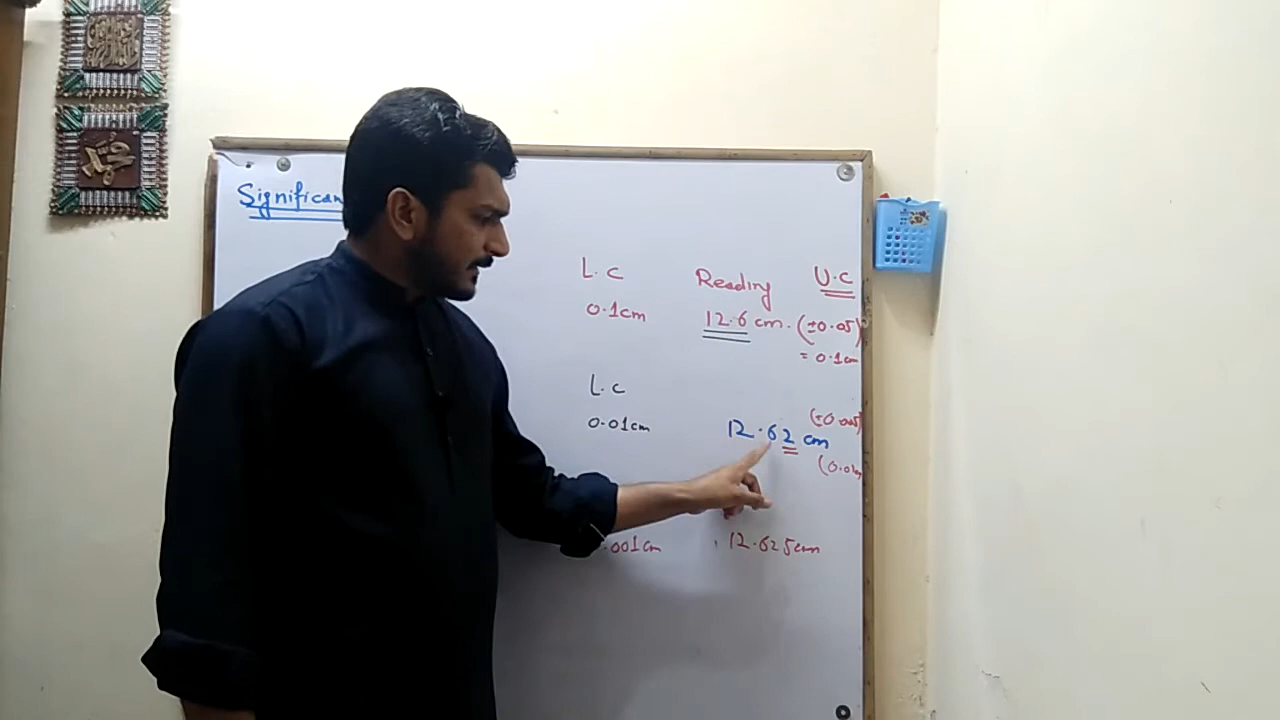 Significan
L.C Reading U.C
0.1cm 12.6 cm. (±0.05)
= 0.1cm
L.C
0.01cm 12.62 cm (±0.005)
(0.01cm
.001cm 12.625cm
محمد